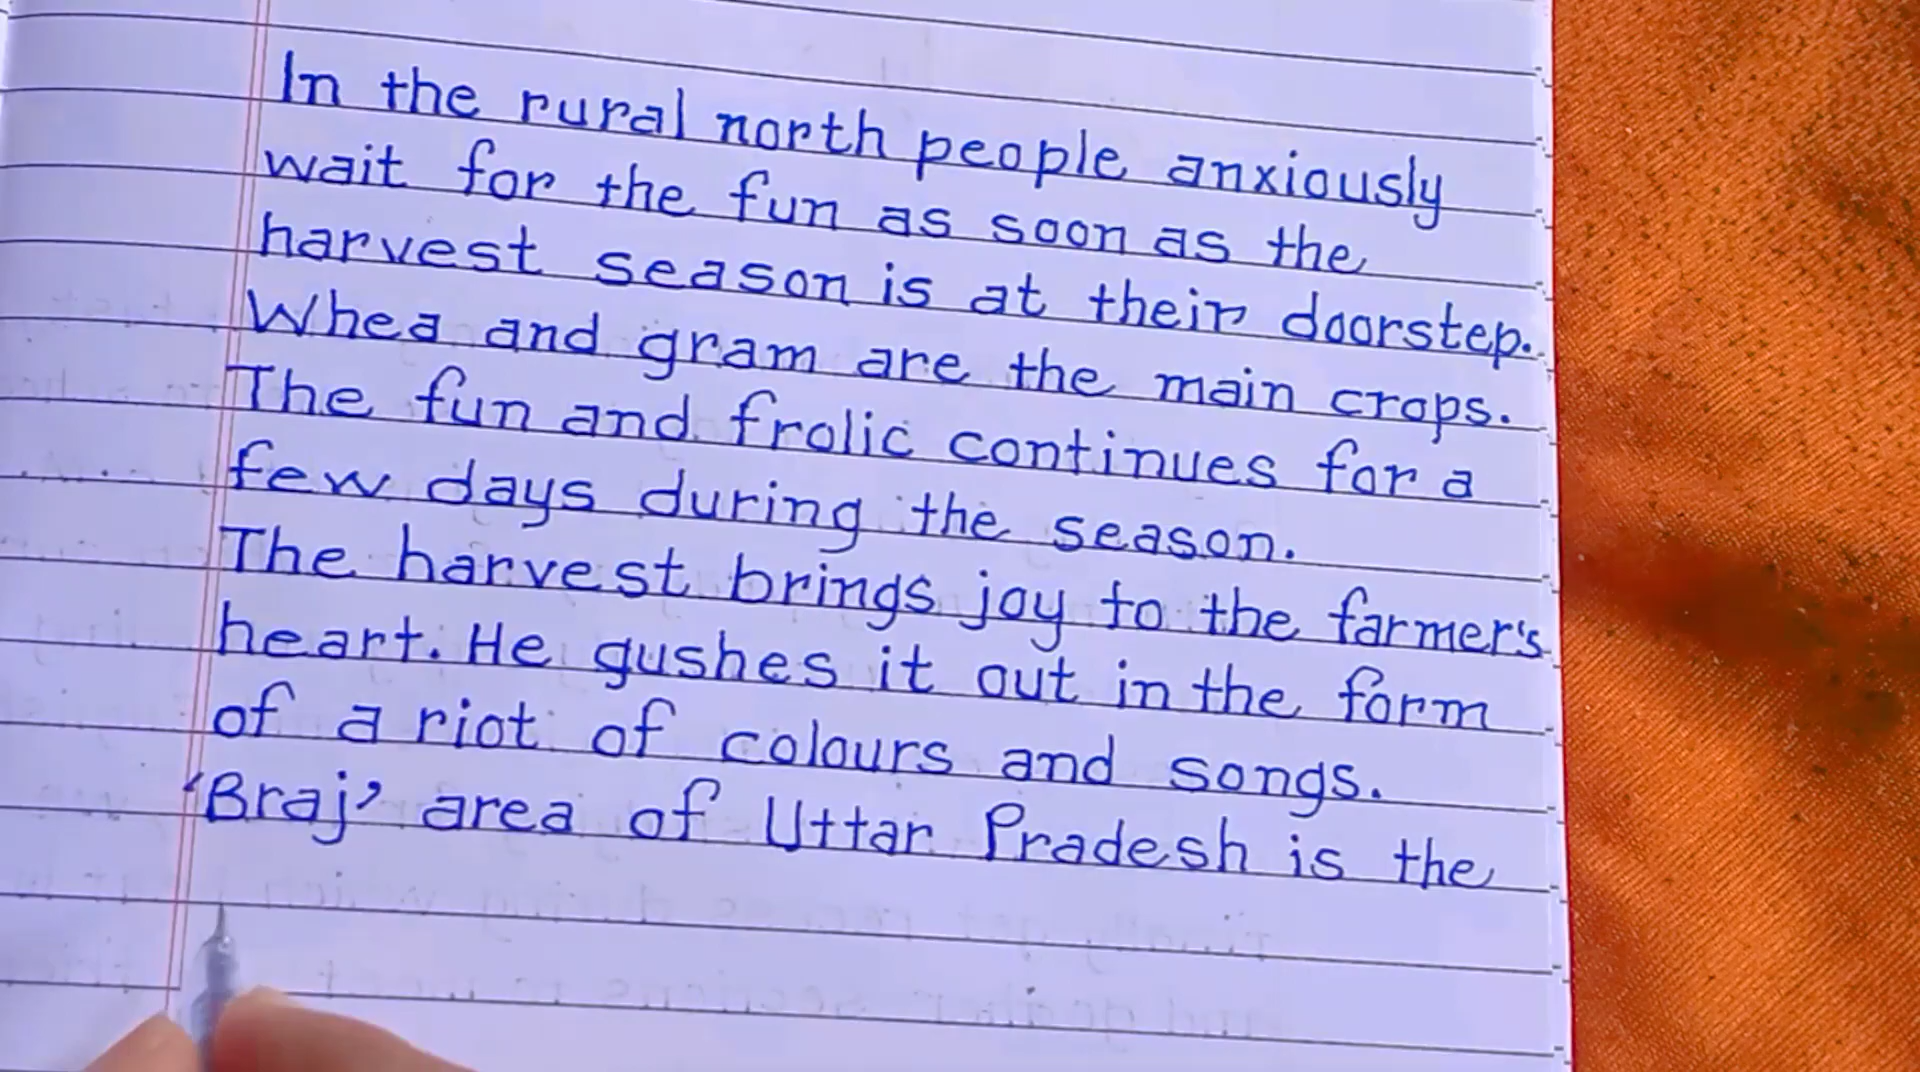 In the rural north people anxiously
wait for the fun as soon as the
harvest season is at their doorstep.
Whea and gram are the main crops.
The fun and frolic continues for a
few days during the season.
The harvest brings joy to the farmer's
heart. He gushes it out in the form
of a riot of colours and songs.
'Braj' area of Uttar Pradesh is the